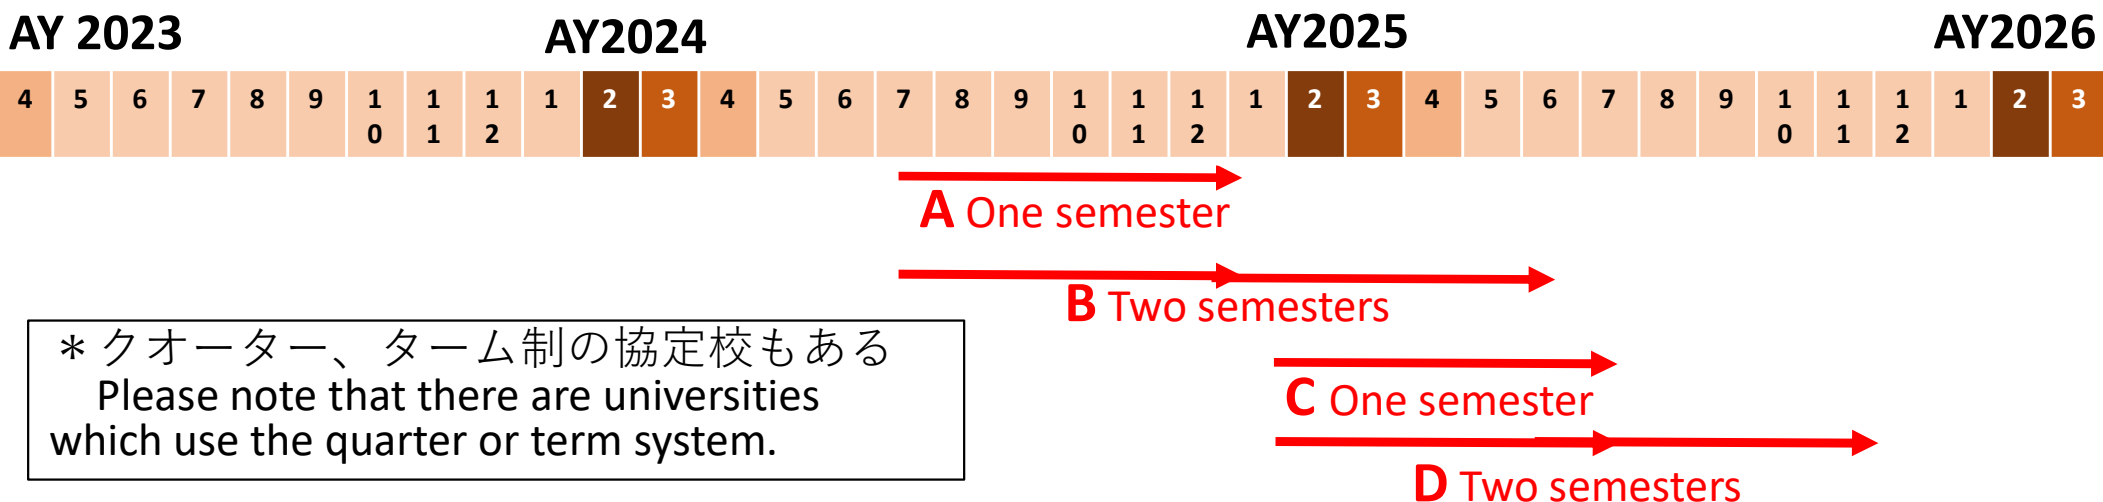 AY 2023 AY2024 AY2025 AY2026
4 5 6 7 8 9 10 11 12 1 2 3 4 5 6 7 8 9 10 11 12 1 2 3 4 5 6 7 8 9 10 11 12 1 2 3
A One semester
B Two semesters
C One semester
D Two semesters
＊クオーター、ターム制の協定校もある
Please note that there are universities
which use the quarter or term system.